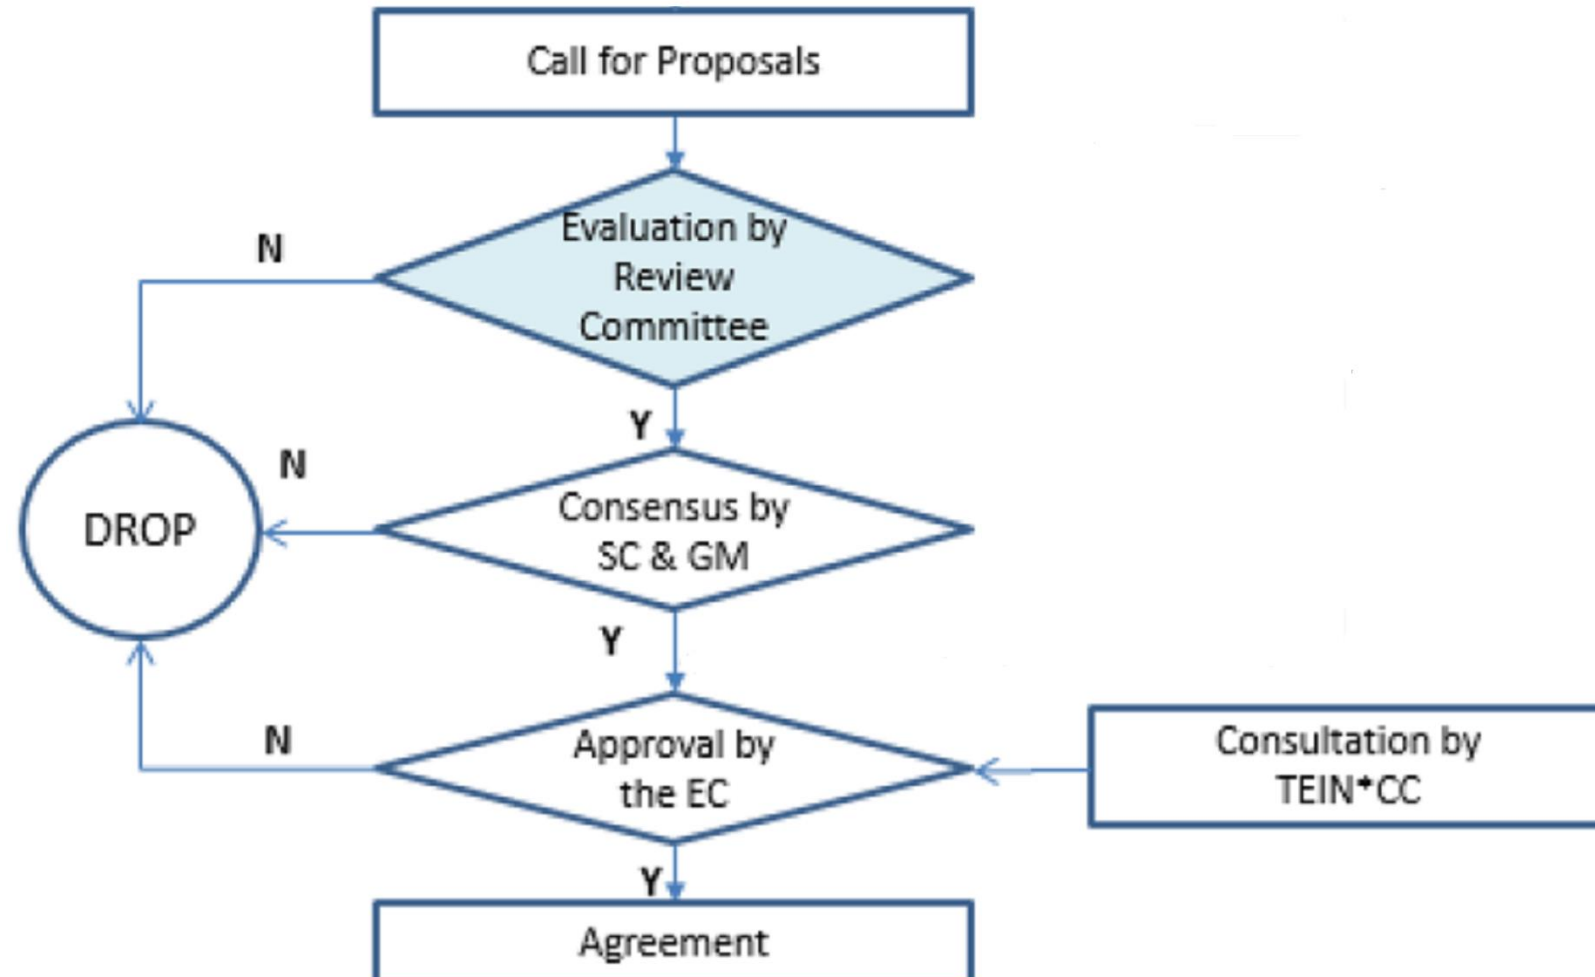 Call for Proposals
Evaluation by
Review
Committee
N
Y
N
Consensus by
SC & GM
DROP
Y
Approval by
the EC
N
Consultation by
TEIN*CC
Y
Agreement